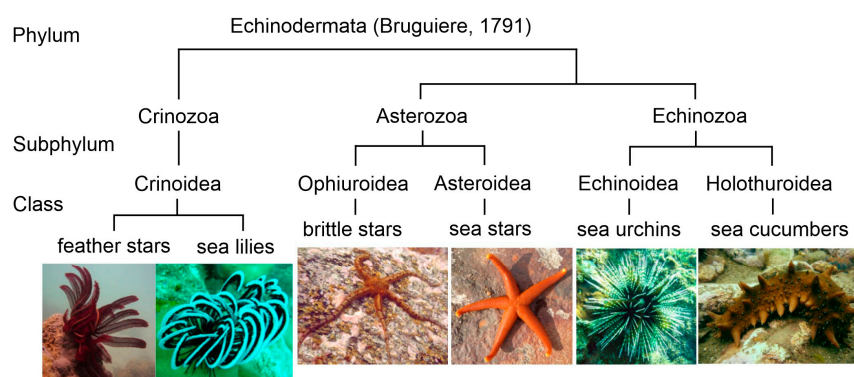 Echinodermata (Bruguiere, 1791)
Phylum
Crinozoa
Asterozoa
Echinozoa
Subphylum
Crinoidea
Ophiuroidea
Asteroidea
Echinoidea
Holothuroidea
Class
feather stars
sea lilies
brittle stars
sea stars
sea urchins
sea cucumbers